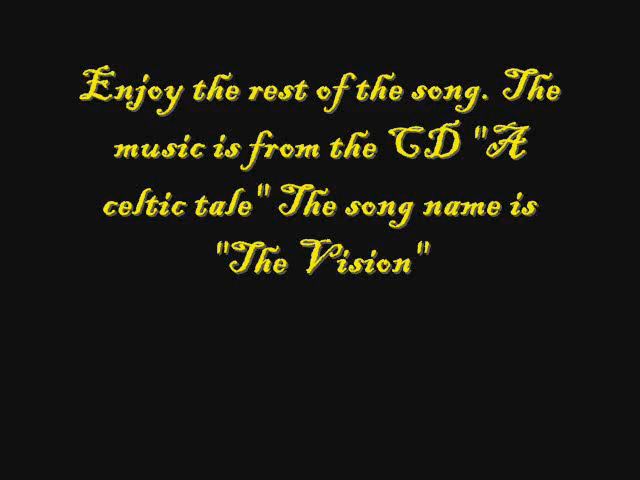 Enjoy the rest of the song. The
music is from the CD "A
celtic tale" The song name is
"The Vision"